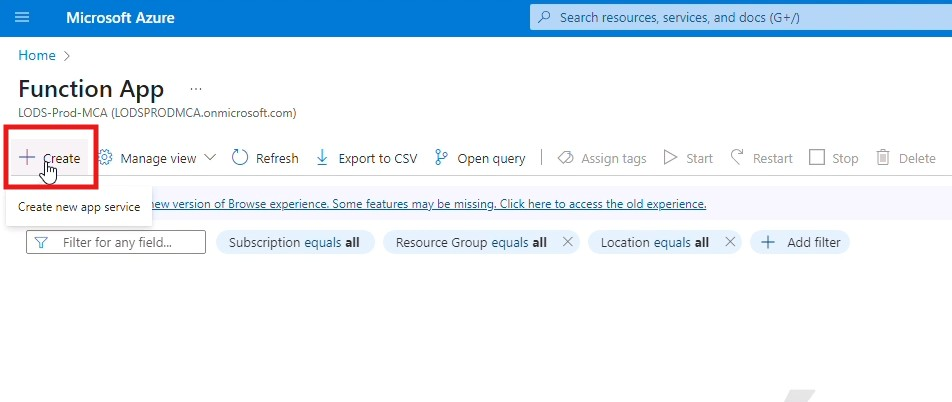 Microsoft Azure
Search resources, services, and docs (G+/)
Home >
Function App ...
LODS-Prod-MCA (LODSPRODMCA.onmicrosoft.com)
Create Manage view Refresh Export to CSV Open query Assign tags Start Restart Stop Delete
new version of Browse experience. Some features may be missing. Click here to access the old experience.
Create new app service
Filter for any field... Subscription equals all Resource Group equals all Location equals all Add filter